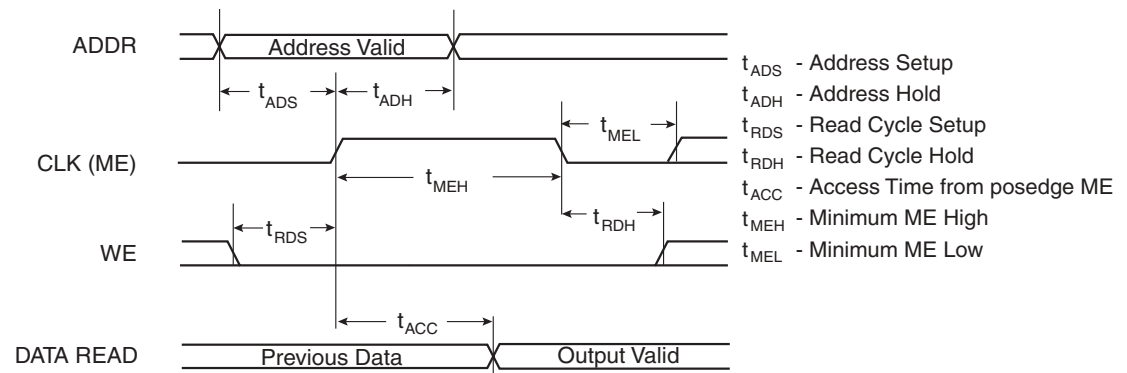 ADDR
Address Valid
tADS
tADH
CLK (ME)
tMEL
tMEH
tRDS
tRDH
WE
tACC
DATA READ
Previous Data
Output Valid
tADS - Address Setup
tADH - Address Hold
tRDS - Read Cycle Setup
tRDH - Read Cycle Hold
tACC - Access Time from posedge ME
tMEH - Minimum ME High
tMEL - Minimum ME Low